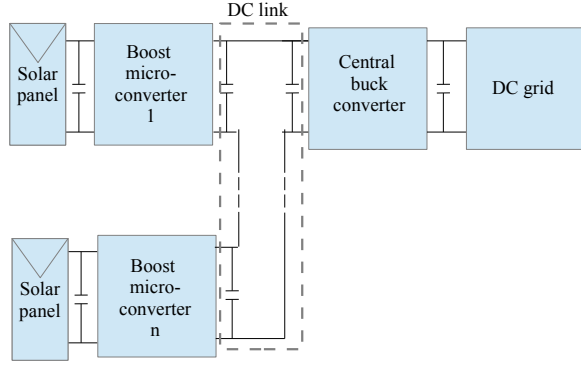 DC link
Solar
panel
Boost
micro-
converter
1
Central
buck
converter
DC grid
Solar
panel
Boost
micro-
converter
n